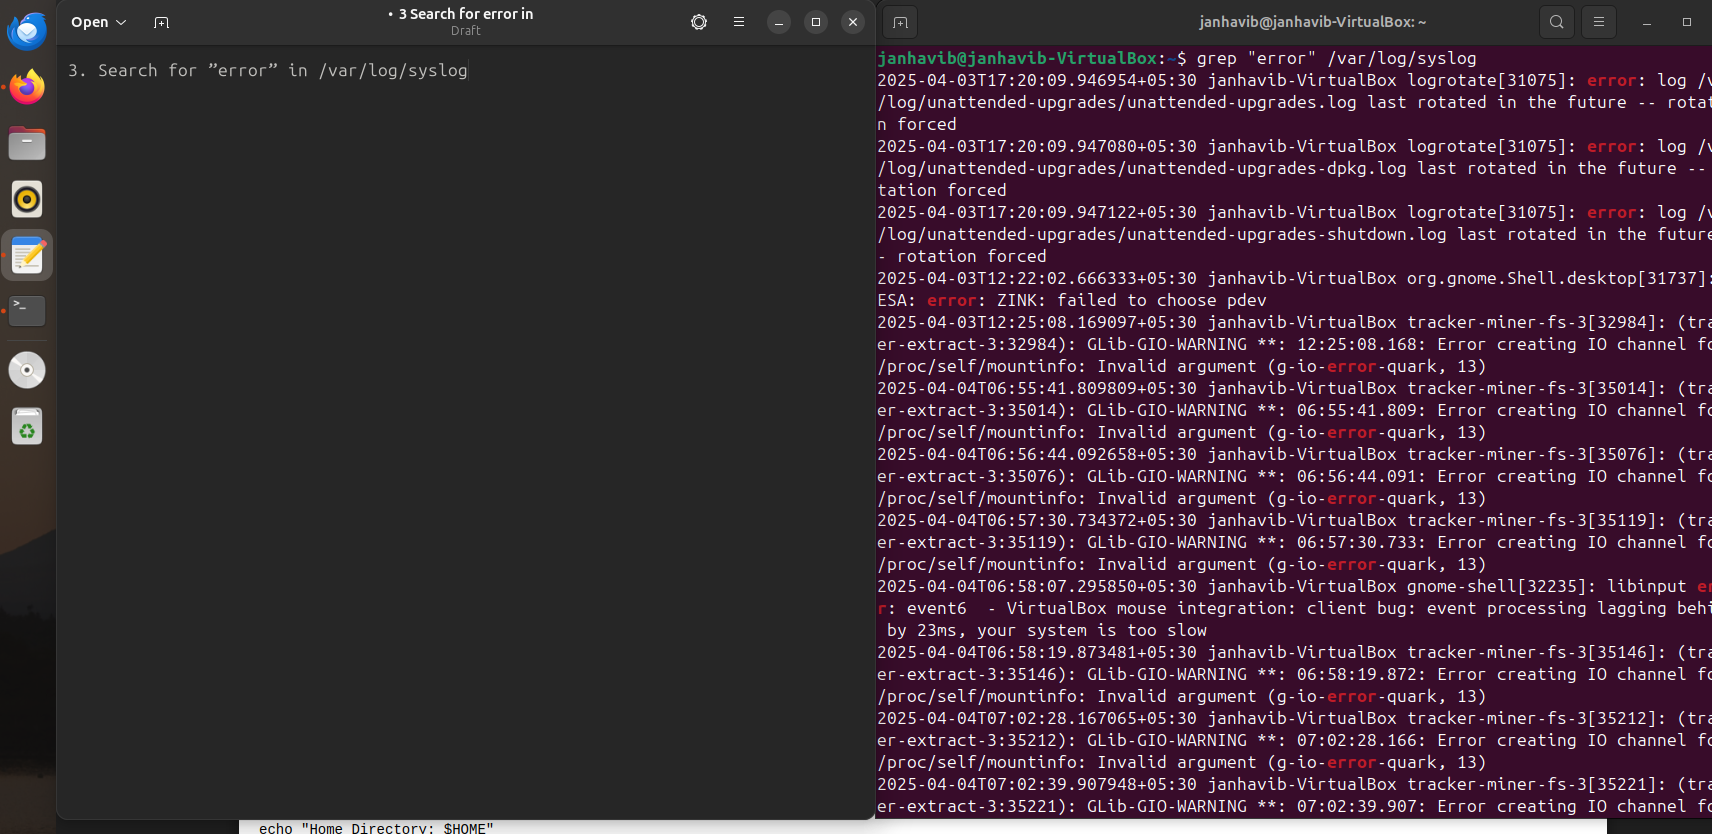 Open
• 3 Search for error in
Draft
3. Search for ”error” in /var/log/syslog
janhavib@janhavib-VirtualBox: ~
janhavib@janhavib-VirtualBox:~$ grep "error" /var/log/syslog
2025-04-03T17:20:09.946954+05:30 janhavib-VirtualBox logrotate[31075]: error: log /v
/log/unattended-upgrades/unattended-upgrades.log last rotated in the future -- rotat
n forced
2025-04-03T17:20:09.947080+05:30 janhavib-VirtualBox logrotate[31075]: error: log /v
/log/unattended-upgrades/unattended-upgrades-dpkg.log last rotated in the future --
tation forced
2025-04-03T17:20:09.947122+05:30 janhavib-VirtualBox logrotate[31075]: error: log /v
/log/unattended-upgrades/unattended-upgrades-shutdown.log last rotated in the future
- rotation forced
2025-04-03T12:22:02.666333+05:30 janhavib-VirtualBox org.gnome.Shell.desktop[31737]:
ESA: error: ZINK: failed to choose pdev
2025-04-03T12:25:08.169097+05:30 janhavib-VirtualBox tracker-miner-fs-3[32984]: (tra
er-extract-3:32984): GLib-GIO-WARNING **: 12:25:08.168: Error creating IO channel fo
/proc/self/mountinfo: Invalid argument (g-io-error-quark, 13)
2025-04-04T06:55:41.809809+05:30 janhavib-VirtualBox tracker-miner-fs-3[35014]: (tra
er-extract-3:35014): GLib-GIO-WARNING **: 06:55:41.809: Error creating IO channel fo
/proc/self/mountinfo: Invalid argument (g-io-error-quark, 13)
2025-04-04T06:56:44.092658+05:30 janhavib-VirtualBox tracker-miner-fs-3[35076]: (tra
er-extract-3:35076): GLib-GIO-WARNING **: 06:56:44.091: Error creating IO channel fo
/proc/self/mountinfo: Invalid argument (g-io-error-quark, 13)
2025-04-04T06:57:30.734372+05:30 janhavib-VirtualBox tracker-miner-fs-3[35119]: (tra
er-extract-3:35119): GLib-GIO-WARNING **: 06:57:30.733: Error creating IO channel fo
/proc/self/mountinfo: Invalid argument (g-io-error-quark, 13)
2025-04-04T06:58:07.295850+05:30 janhavib-VirtualBox gnome-shell[32235]: libinput er
r: event6  - VirtualBox mouse integration: client bug: event processing lagging behi
 by 23ms, your system is too slow
2025-04-04T06:58:19.873481+05:30 janhavib-VirtualBox tracker-miner-fs-3[35146]: (tra
er-extract-3:35146): GLib-GIO-WARNING **: 06:58:19.872: Error creating IO channel fo
/proc/self/mountinfo: Invalid argument (g-io-error-quark, 13)
2025-04-04T07:02:28.167065+05:30 janhavib-VirtualBox tracker-miner-fs-3[35212]: (tra
er-extract-3:35212): GLib-GIO-WARNING **: 07:02:28.166: Error creating IO channel fo
/proc/self/mountinfo: Invalid argument (g-io-error-quark, 13)
2025-04-04T07:02:39.907948+05:30 janhavib-VirtualBox tracker-miner-fs-3[35221]: (tra
er-extract-3:35221): GLib-GIO-WARNING **: 07:02:39.907: Error creating IO channel fo
echo "Home Directory: $HOME"